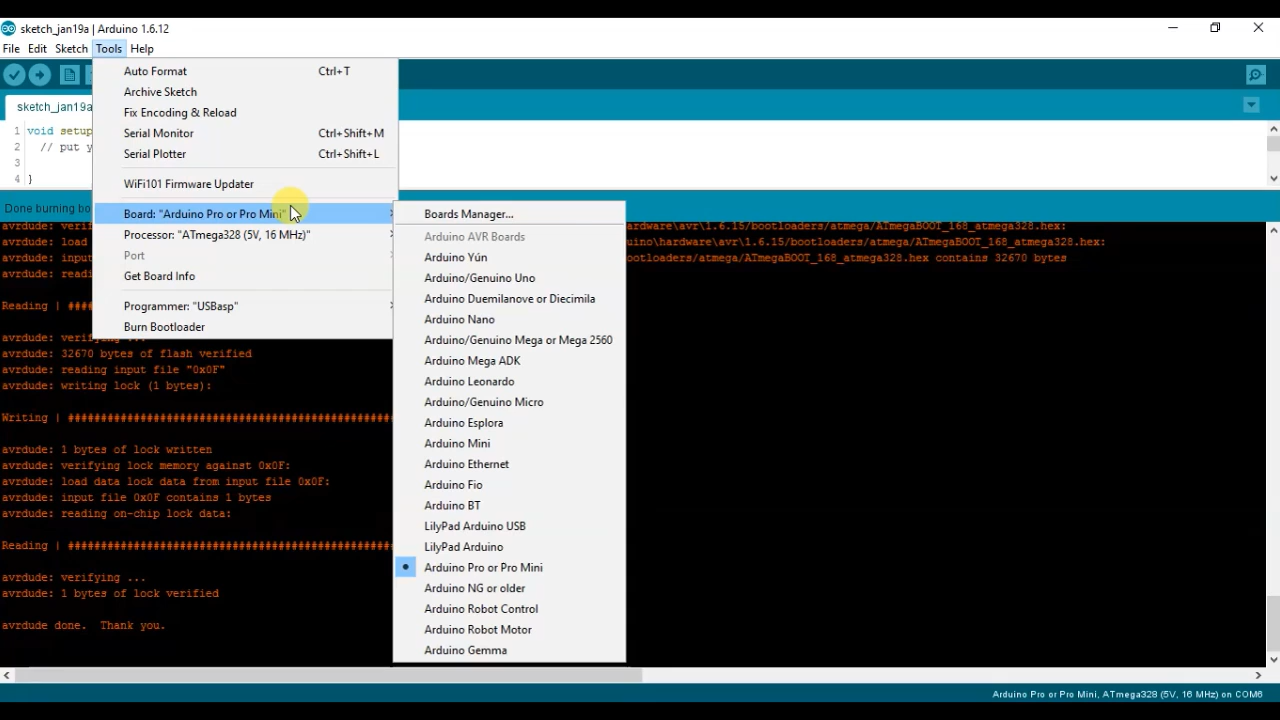 sketch_jan19a | Arduino 1.6.12
File Edit Sketch Tools Help
sketch_jan19a
1 void setup
2 // put y
3
4 }
Auto Format Ctrl+T
Archive Sketch
Fix Encoding & Reload
Serial Monitor Ctrl+Shift+M
Serial Plotter Ctrl+Shift+L
WiFi101 Firmware Updater
Board: "Arduino Pro or Pro Mini"
Processor: "ATmega328 (5V, 16 MHz)"
Port
Get Board Info
Programmer: "USBasp"
Burn Bootloader
Boards Manager...
Arduino AVR Boards
Arduino Yún
Arduino/Genuino Uno
Arduino Duemilanove or Diecimila
Arduino Nano
Arduino/Genuino Mega or Mega 2560
Arduino Mega ADK
Arduino Leonardo
Arduino/Genuino Micro
Arduino Esplora
Arduino Mini
Arduino Ethernet
Arduino Fio
Arduino BT
LilyPad Arduino USB
LilyPad Arduino
Arduino Pro or Pro Mini
Arduino NG or older
Arduino Robot Control
Arduino Robot Motor
Arduino Gemma
Done burning bo
avrdude: verif rdware\avr\1.6.15/bootloaders/atmega/ATmegaBOOT_168_atmega328.hex:
avrdude: load uino\hardware\avr\1.6.15/bootloaders/atmega/ATmegaBOOT_168_atmega328.hex:
avrdude: input ootloaders/atmega/ATmegaBOOT_168_atmega328.hex contains 32670 bytes
avrdude: readi
Reading | ####
avrdude: verifying ...
avrdude: 32670 bytes of flash verified
avrdude: reading input file "0x0F"
avrdude: writing lock (1 bytes):
Writing | ##########################################
avrdude: 1 bytes of lock written
avrdude: verifying lock memory against 0x0F:
avrdude: load data lock data from input file 0x0F:
avrdude: input file 0x0F contains 1 bytes
avrdude: reading on-chip lock data:
Reading | ##########################################
avrdude: verifying ...
avrdude: 1 bytes of lock verified
avrdude done. Thank you.
Arduino Pro or Pro Mini, ATmega328 (5V, 16 MHz) on COM6